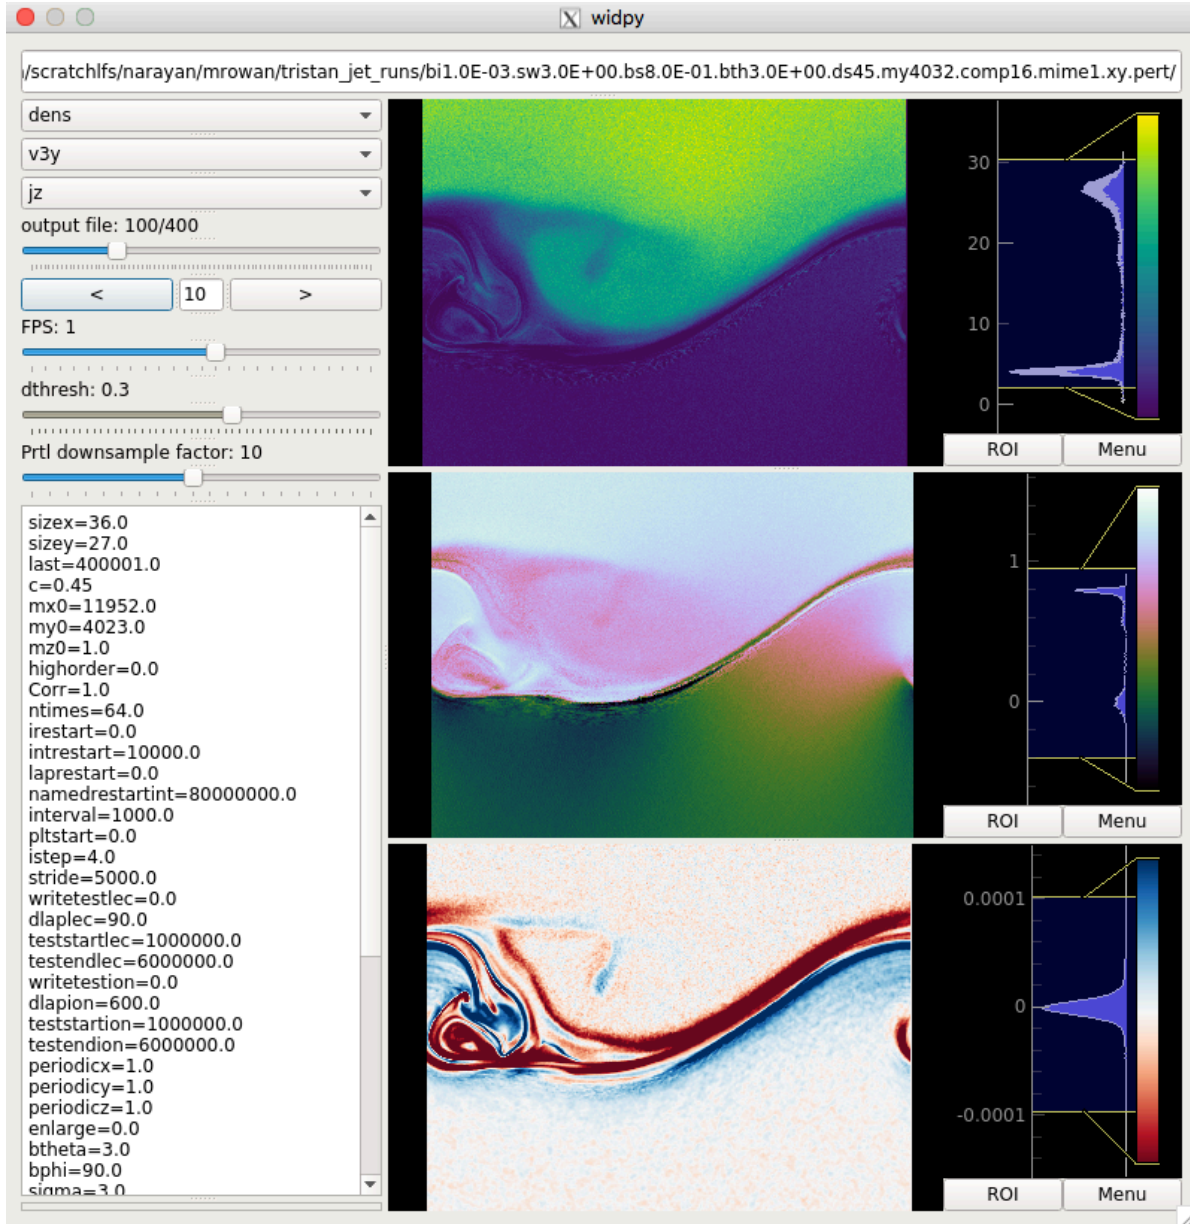 widpy
/scratchlfs/narayan/mrowan/tristan_jet_runs/bi1.0E-03.sw3.0E+00.bs8.0E-01.bth3.0E+00.ds45.my4032.comp16.mime1.xy.pert/
dens
v3y
jz
output file: 100/400
< 10 >
FPS: 1
dthresh: 0.3
Prtl downsample factor: 10
sizex=36.0
sizey=27.0
last=400001.0
c=0.45
mx0=11952.0
my0=4023.0
mz0=1.0
highorder=0.0
Corr=1.0
ntimes=64.0
irestart=0.0
intrestart=10000.0
laprestart=0.0
namedrestartint=80000000.0
interval=1000.0
pltstart=0.0
istep=4.0
stride=5000.0
writetestlec=0.0
dlaplec=90.0
teststartlec=1000000.0
testendlec=6000000.0
writetestion=0.0
dlapion=600.0
teststartion=1000000.0
testendion=6000000.0
periodicx=1.0
periodicy=1.0
periodicz=1.0
enlarge=0.0
btheta=3.0
bphi=90.0
sigma=3.0
30
20
10
0
ROI Menu
1
0
ROI Menu
0.0001
0
-0.0001
ROI Menu